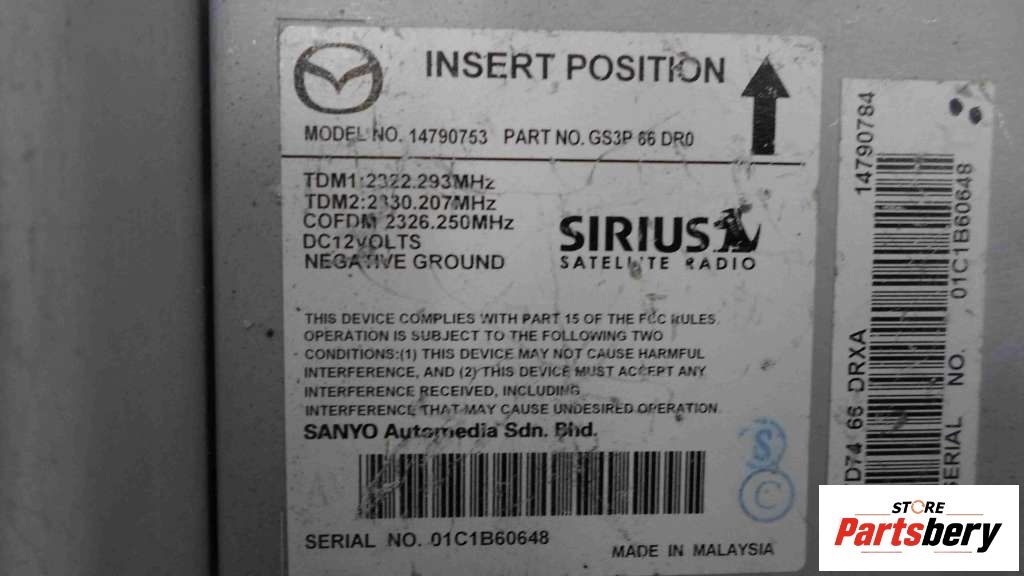 INSERT POSITION
MODEL NO. 14790753 PART NO. GS3P 66 DR0
TDM1:2322.293MHz
TDM2:2330.207MHz
COFDM 2326.250MHz
DC12VOLTS
NEGATIVE GROUND
SIRIUS
SATELLITE RADIO
THIS DEVICE COMPLIES WITH PART 15 OF THE FCC RULES.
OPERATION IS SUBJECT TO THE FOLLOWING TWO
CONDITIONS:(1) THIS DEVICE MAY NOT CAUSE HARMFUL
INTERFERENCE, AND (2) THIS DEVICE MUST ACCEPT ANY
INTERFERENCE RECEIVED, INCLUDING
INTERFERENCE THAT MAY CAUSE UNDESIRED OPERATION
SANYO Automedia Sdn. Bhd.
S
C
SERIAL NO. 01C1B60648
MADE IN MALAYSIA
14790784
DRXA
66
SERIAL NO. 01C1B60648
STORE
Partsbery